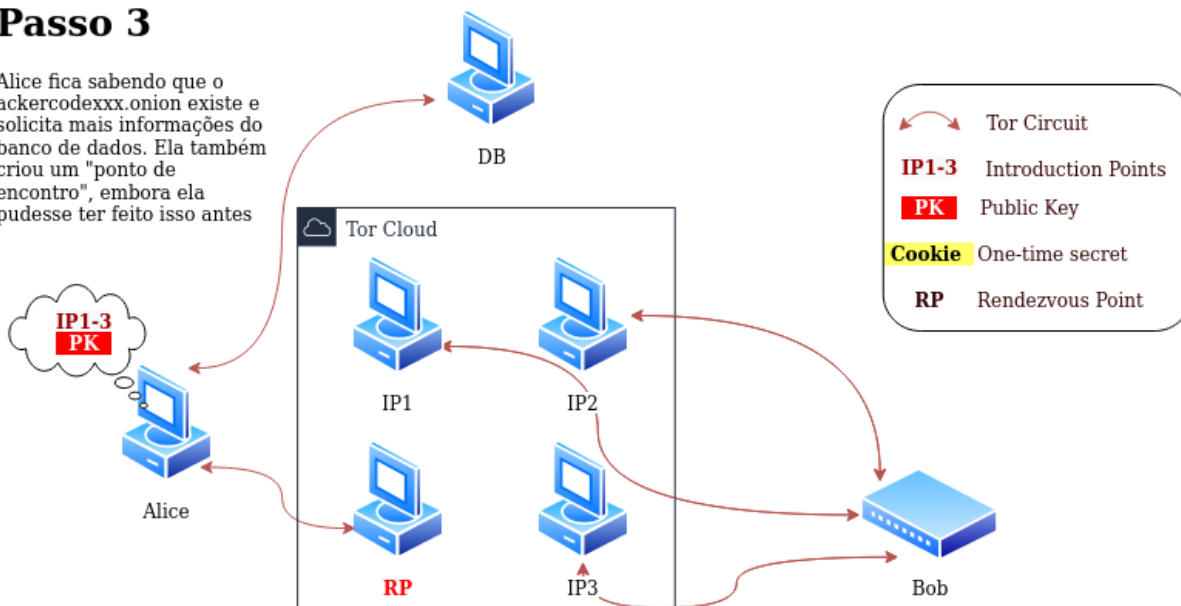 Passo 3
Alice fica sabendo que o
ackercodexxx.onion existe e
solicita mais informações do
banco de dados. Ela também
criou um "ponto de
encontro", embora ela
pudesse ter feito isso antes
DB
Tor Circuit
IP1-3 Introduction Points
PK Public Key
Cookie One-time secret
RP Rendezvous Point
Tor Cloud
IP1-3
PK
IP1
IP2
Alice
RP
IP3
Bob